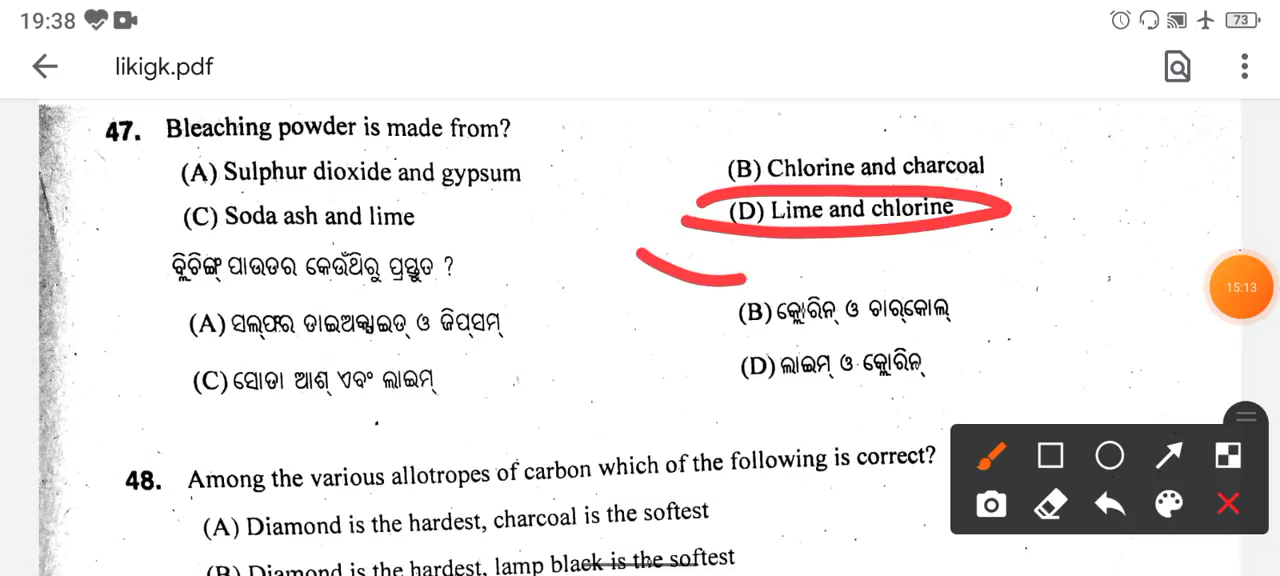 19:38
73
likigk.pdf
47. Bleaching powder is made from?
(A) Sulphur dioxide and gypsum
(B) Chlorine and charcoal
(C) Soda ash and lime
(D) Lime and chlorine
ବ୍ଲିଚିଙ୍ଗ୍ ପାଉଡର କେଉଁଥିରୁ ପ୍ରସ୍ତୁତ ?
(A) ସଲ୍‌ଫର ଡାଇଅକ୍ସାଇଡ୍ ଓ ଜିପ୍‌ସମ୍
(B) କ୍ଲୋରିନ୍ ଓ ଚାର୍‌କୋଲ୍
(C) ସୋଡା ଆଶ୍ ଏବଂ ଲାଇମ୍
(D) ଲାଇମ୍ ଓ କ୍ଲୋରିନ୍
15:13
48. Among the various allotropes of carbon which of the following is correct?
(A) Diamond is the hardest, charcoal is the softest
(B) Diamond is the hardest, lamp black is the softest